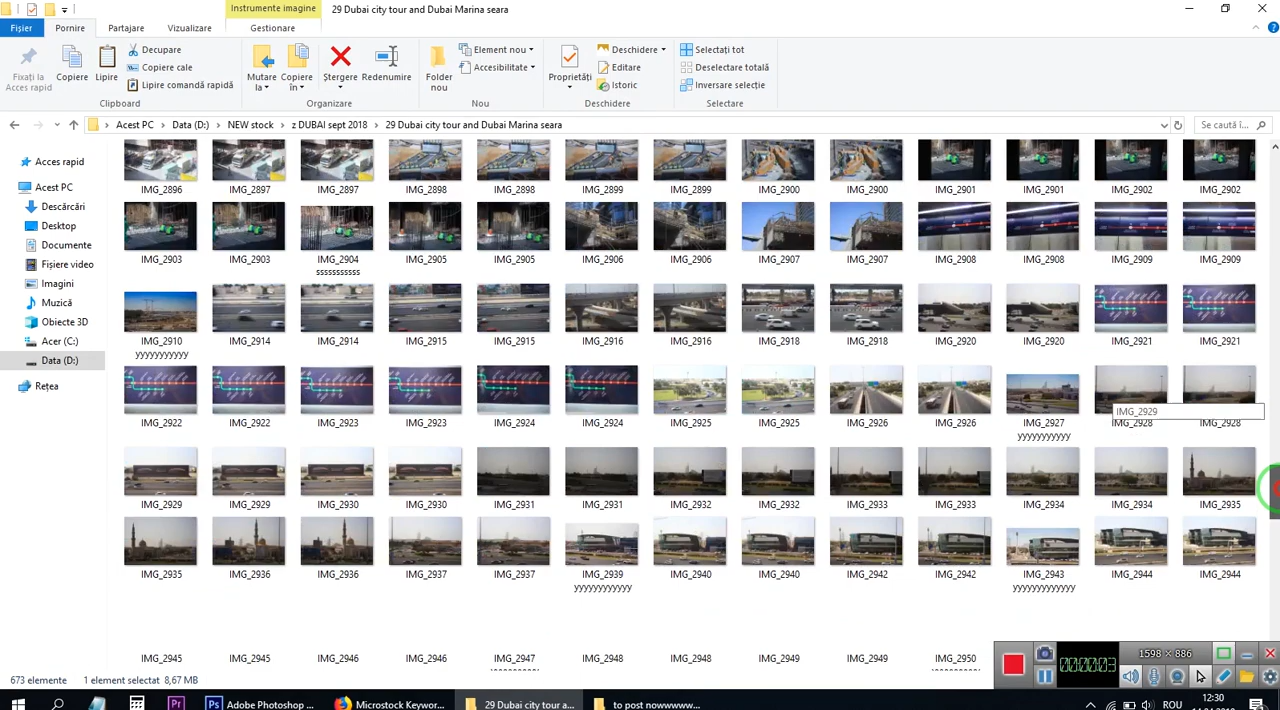 Instrumente imagine
29 Dubai city tour and Dubai Marina seara
Fișier
Pornire
Partajare
Vizualizare
Gestionare
Fixați la Acces rapid
Copiere
Lipire
Decupare
Copiere cale
Lipire comandă rapidă
Mutare la
Copiere în
Ștergere
Redenumire
Folder nou
Element nou
Accesibilitate
Proprietăți
Deschidere
Editare
Istoric
Selectați tot
Deselectare totală
Inversare selecție
Clipboard
Organizare
Nou
Deschidere
Selectare
Acest PC > Data (D:) > NEW stock > z DUBAI sept 2018 > 29 Dubai city tour and Dubai Marina seara
Se caută î...
Acces rapid
Acest PC
Descărcări
Desktop
Documente
Fișiere video
Imagini
Muzică
Obiecte 3D
Acer (C:)
Data (D:)
Rețea
IMG_2896 IMG_2897 IMG_2897 IMG_2898 IMG_2898 IMG_2899 IMG_2899 IMG_2900 IMG_2900 IMG_2901 IMG_2901 IMG_2902 IMG_2902
IMG_2903 IMG_2903 IMG_2904 IMG_2905 IMG_2905 IMG_2906 IMG_2906 IMG_2907 IMG_2907 IMG_2908 IMG_2908 IMG_2909 IMG_2909
sssssssssss
IMG_2910 IMG_2914 IMG_2914 IMG_2915 IMG_2915 IMG_2916 IMG_2916 IMG_2918 IMG_2918 IMG_2920 IMG_2920 IMG_2921 IMG_2921
yyyyyyyyyyy
IMG_2929
IMG_2922 IMG_2922 IMG_2923 IMG_2923 IMG_2924 IMG_2924 IMG_2925 IMG_2925 IMG_2926 IMG_2926 IMG_2927 IMG_2928 IMG_2928
yyyyyyyyyyy
IMG_2929 IMG_2929 IMG_2930 IMG_2930 IMG_2931 IMG_2931 IMG_2932 IMG_2932 IMG_2933 IMG_2933 IMG_2934 IMG_2934 IMG_2935
IMG_2935 IMG_2936 IMG_2936 IMG_2937 IMG_2937 IMG_2939 IMG_2940 IMG_2940 IMG_2942 IMG_2942 IMG_2943 IMG_2944 IMG_2944
yyyyyyyyyyyy yyyyyyyyyyyy
IMG_2945 IMG_2945 IMG_2946 IMG_2946 IMG_2947 IMG_2948 IMG_2948 IMG_2949 IMG_2949 IMG_2950
1598 × 886
00:00:03
673 elemente
1 element selectat 8,67 MB
Adobe Photoshop ...
Microstock Keywor...
29 Dubai city tour a...
to post nowwwwww...
ROU
12:30